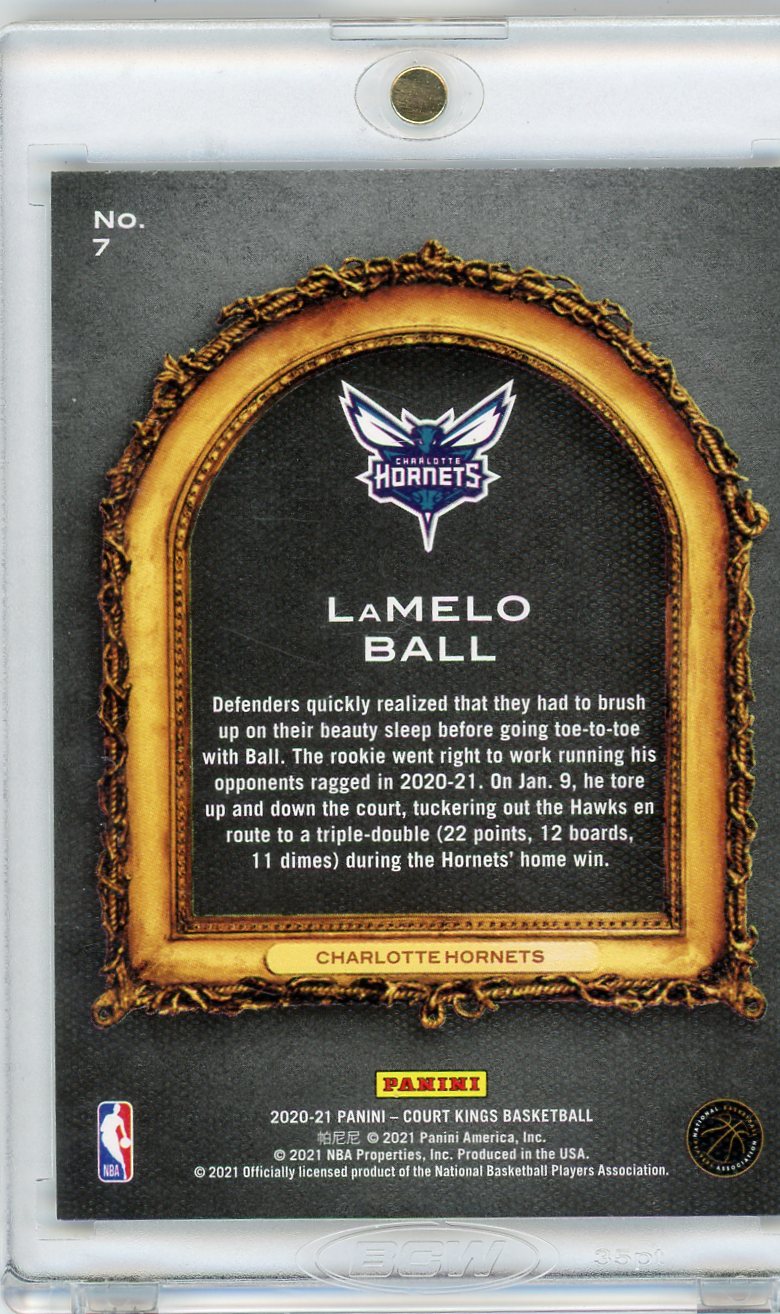 No.
7
CHARLOTTE
HORNETS
LAMELO
BALL
Defenders quickly realized that they had to brush
up on their beauty sleep before going toe-to-toe
with Ball. The rookie went right to work running his
opponents ragged in 2020-21. On Jan. 9, he tore
up and down the court, tuckering out the Hawks en
route to a triple-double (22 points, 12 boards,
11 dimes) during the Hornets' home win.
CHARLOTTE HORNETS
PANINI
2020-21 PANINI – COURT KINGS BASKETBALL
帕尼尼 © 2021 Panini America, Inc.
© 2021 NBA Properties, Inc. Produced in the USA.
© 2021 Officially licensed product of the National Basketball Players Association.
NBA
NATIONAL BASKETBALL
PLAYERS ASSOCIATION
BCW
35pt